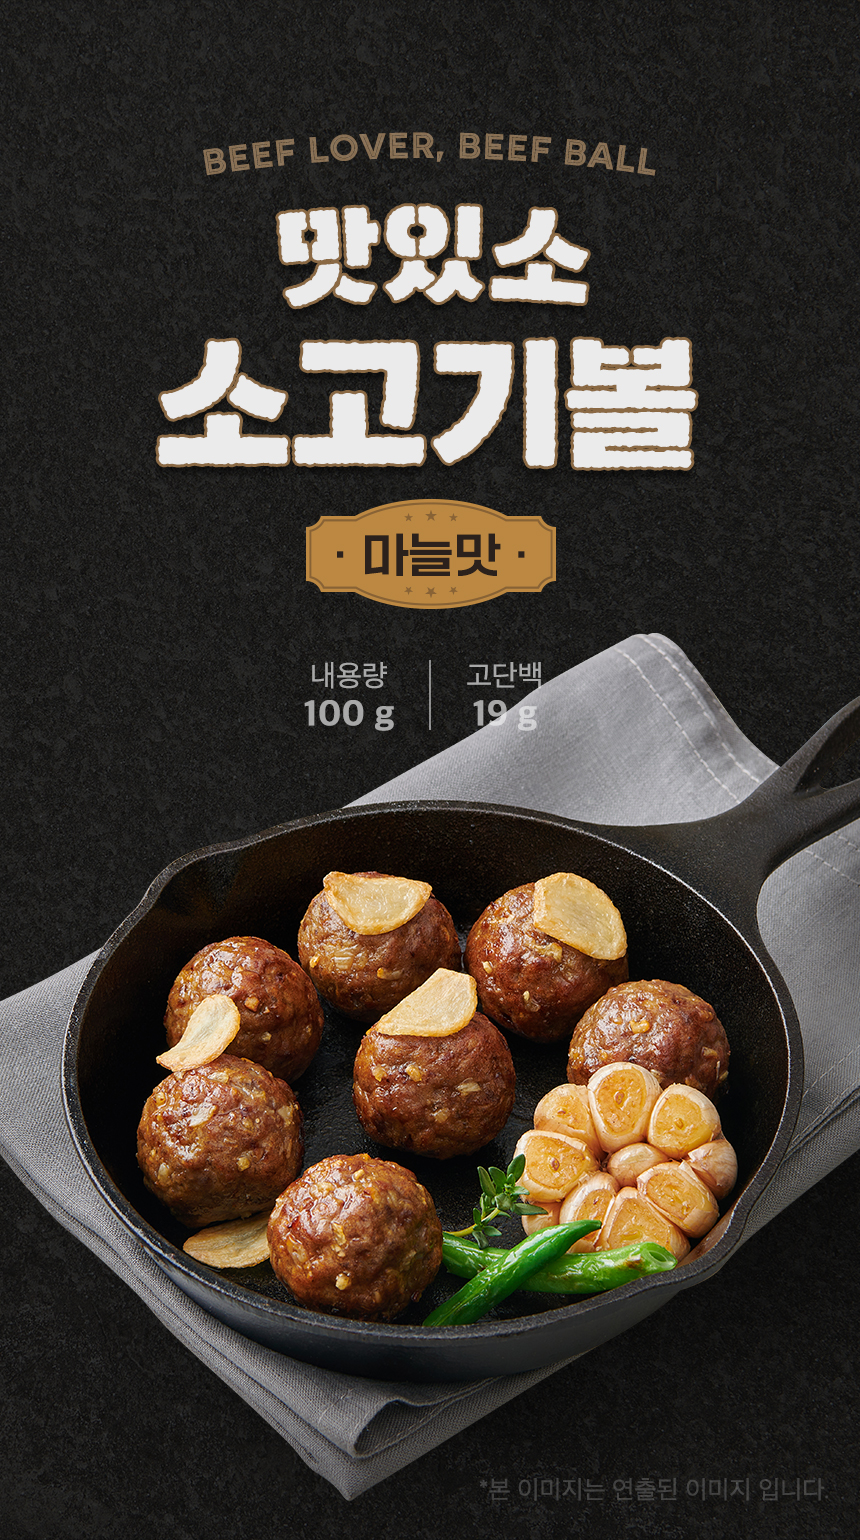 BEEF LOVER, BEEF BALL
맛있소
소고기볼
· 마늘맛 ·
내용량 고단백
100 g 19 g
*본 이미지는 연출된 이미지 입니다.